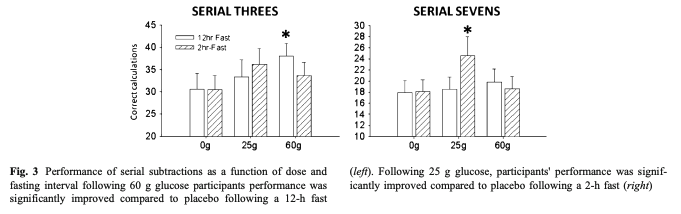 SERIAL THREES
SERIAL SEVENS
Correct calculations
45
40
35
30
25
20
12hr Fast
2hr-Fast
*
0g
25g
60g
30
28
26
24
22
20
18
16
14
12
10
*
0g
25g
60g
Fig. 3 Performance of serial subtractions as a function of dose and
fasting interval following 60 g glucose participants performance was
significantly improved compared to placebo following a 12-h fast
(left). Following 25 g glucose, participants' performance was signif-
icantly improved compared to placebo following a 2-h fast (right)